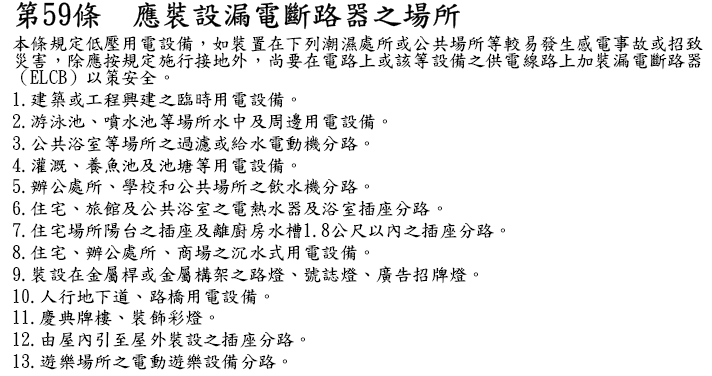 第59條　應裝設漏電斷路器之場所
本條規定低壓用電設備，如裝置在下列潮濕處所或公共場所等較易發生感電事故或招致
災害，除應按規定施行接地外，尚要在電路上或該等設備之供電線路上加裝漏電斷路器
（ELCB）以策安全。
1.建築或工程興建之臨時用電設備。
2.游泳池、噴水池等場所水中及周邊用電設備。
3.公共浴室等場所之過濾或給水電動機分路。
4.灌溉、養魚池及池塘等用電設備。
5.辦公處所、學校和公共場所之飲水機分路。
6.住宅、旅館及公共浴室之電熱水器及浴室插座分路。
7.住宅場所陽台之插座及離廚房水槽1.8公尺以內之插座分路。
8.住宅、辦公處所、商場之沉水式用電設備。
9.裝設在金屬桿或金屬構架之路燈、號誌燈、廣告招牌燈。
10.人行地下道、路橋用電設備。
11.慶典牌樓、裝飾彩燈。
12.由屋內引至屋外裝設之插座分路。
13.遊樂場所之電動遊樂設備分路。